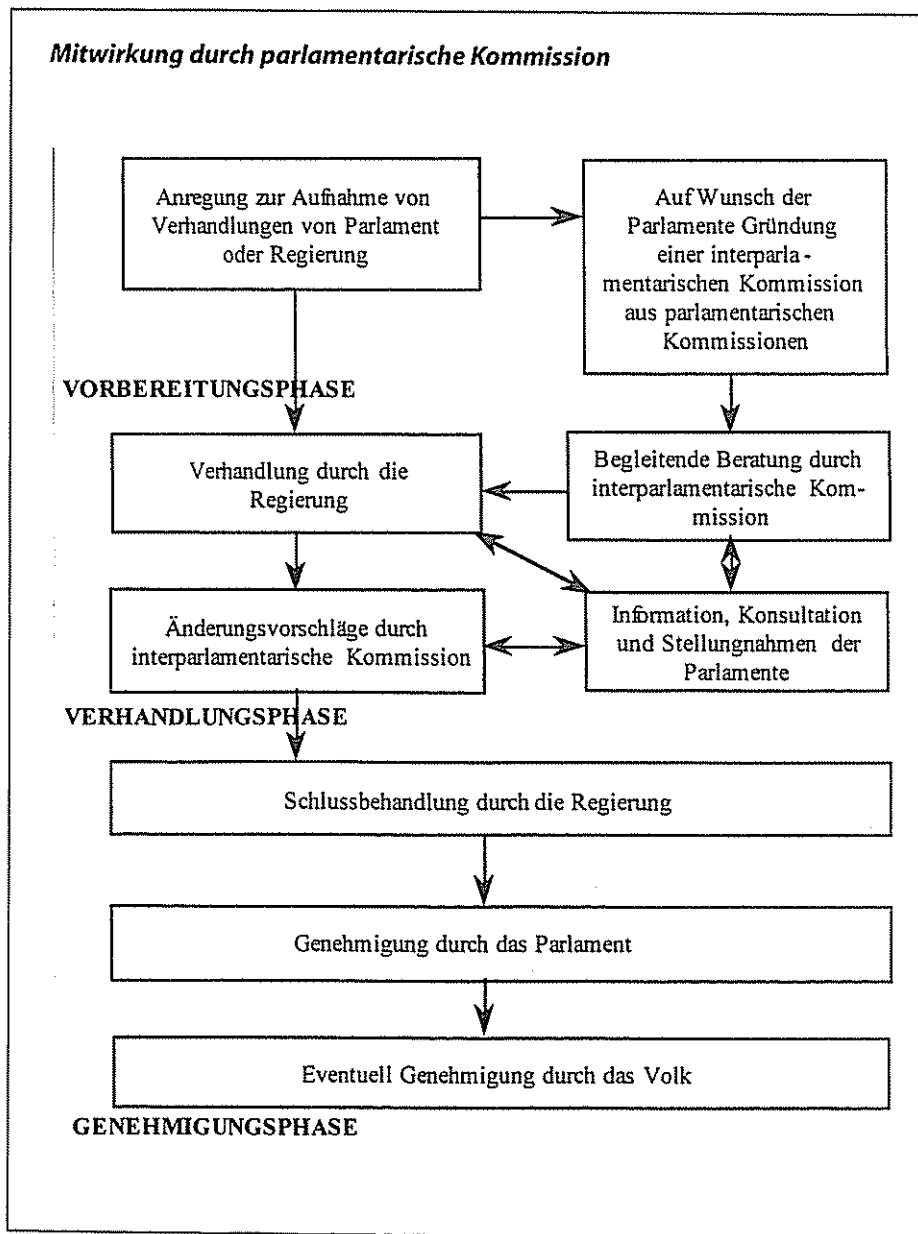 Mitwirkung durch parlamentarische Kommission
Anregung zur Aufnahme von
Verhandlungen von Parlament
oder Regierung
Auf Wunsch der
Parlamente Gründung
einer interparla-
mentarischen Kommission
aus parlamentarischen
Kommissionen
VORBEREITUNGSPHASE
Verhandlung durch die
Regierung
Begleitende Beratung durch
interparlamentarische Kom-
mission
Änderungsvorschläge durch
interparlamentarische Kommission
Information, Konsultation
und Stellungnahmen der
Parlamente
VERHANDLUNGSPHASE
Schlussbehandlung durch die Regierung
Genehmigung durch das Parlament
Eventuell Genehmigung durch das Volk
GENEHMIGUNGSPHASE